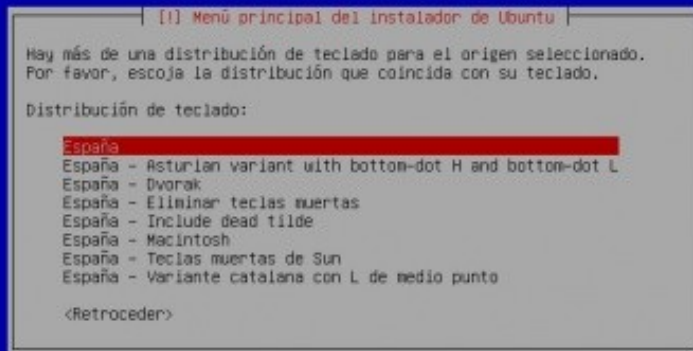 [!] Menú principal del instalador de Ubuntu
Hay más de una distribución de teclado para el origen seleccionado.
Por favor, escoja la distribución que coincida con su teclado.
Distribución de teclado:
España
España - Asturian variant with bottom-dot H and bottom-dot L
España - Dvorak
España - Eliminar teclas muertas
España - Include dead tilde
España - Macintosh
España - Teclas muertas de Sun
España - Variante catalana con L de medio punto
<Retroceder>